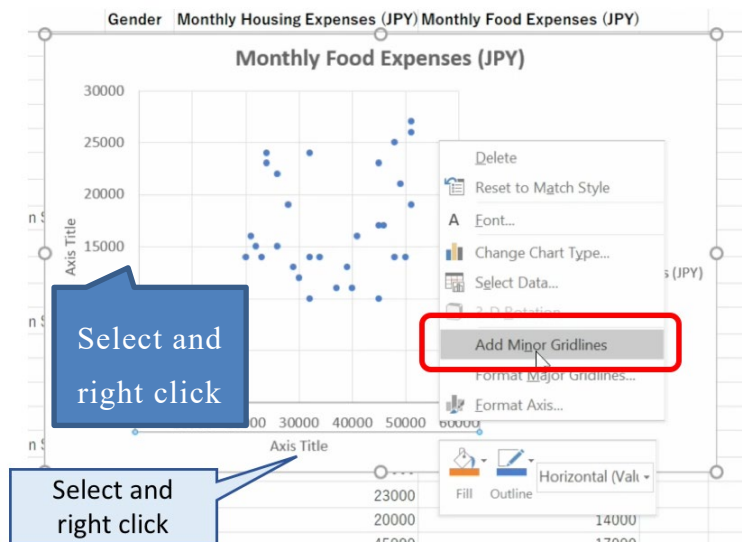 Gender Monthly Housing Expenses (JPY) Monthly Food Expenses (JPY)
Monthly Food Expenses (JPY)
30000
25000
20000
15000
Axis Title
30000 40000 50000 60000
Axis Title
(JPY)
Delete
Reset to Match Style
A Font...
Change Chart Type...
Select Data...
3-D Rotation...
Add Minor Gridlines
Format Major Gridlines...
Format Axis...
Fill Outline Horizontal (Valu
Select and
right click
Select and
right click
23000
20000 14000
45000 17000